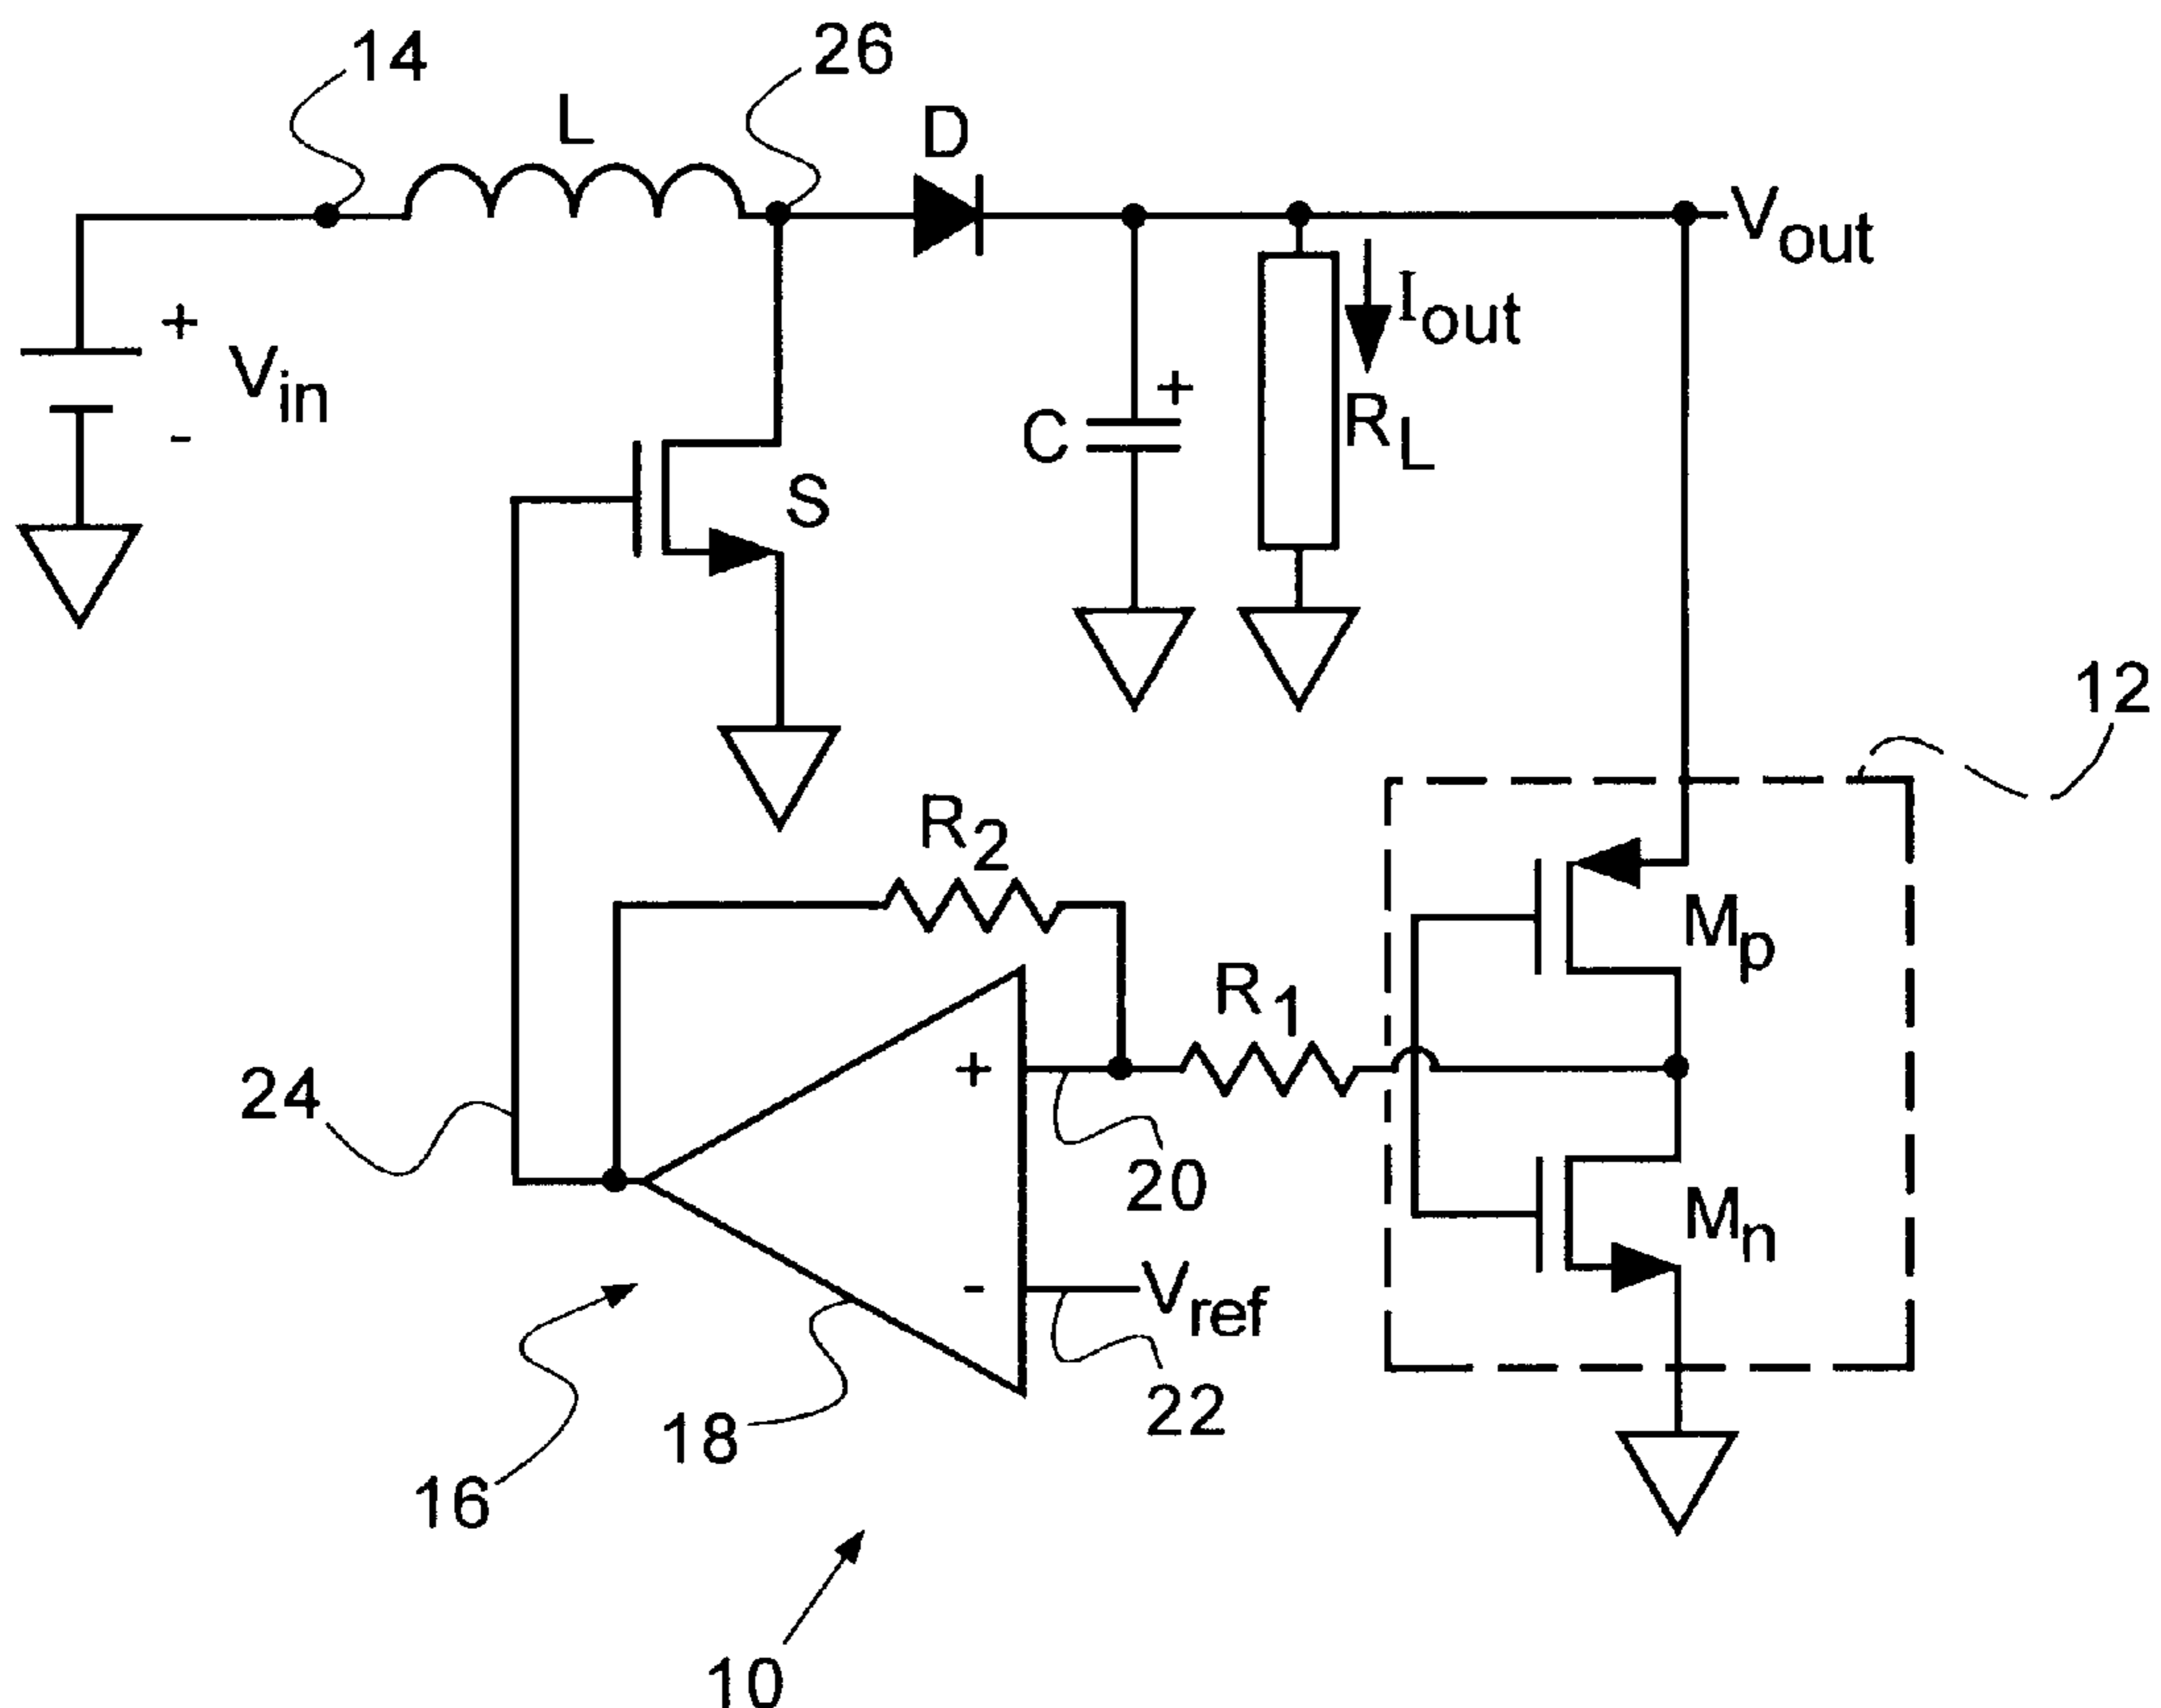 14
26
L
D
Vout
+
Vin
-
Iout
+
C
RL
S
12
R2
Mp
R1
+
24
20
Mn
-
Vref
22
18
16
10